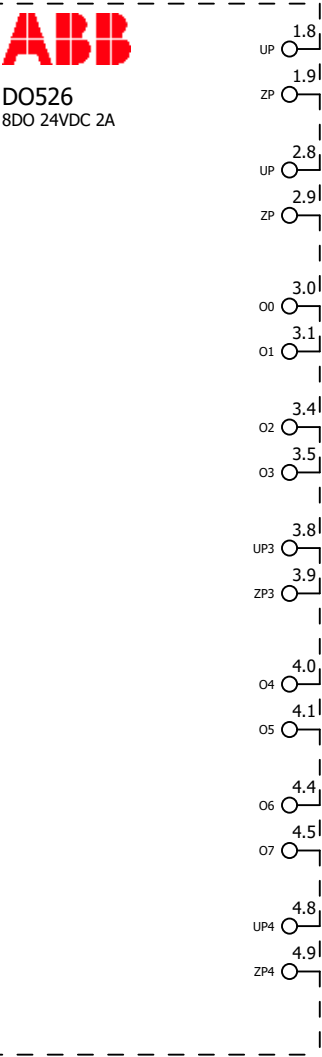 ABB
DO526
8DO 24VDC 2A
UP 1.8
ZP 1.9
UP 2.8
ZP 2.9
O0 3.0
O1 3.1
O2 3.4
O3 3.5
UP3 3.8
ZP3 3.9
O4 4.0
O5 4.1
O6 4.4
O7 4.5
UP4 4.8
ZP4 4.9